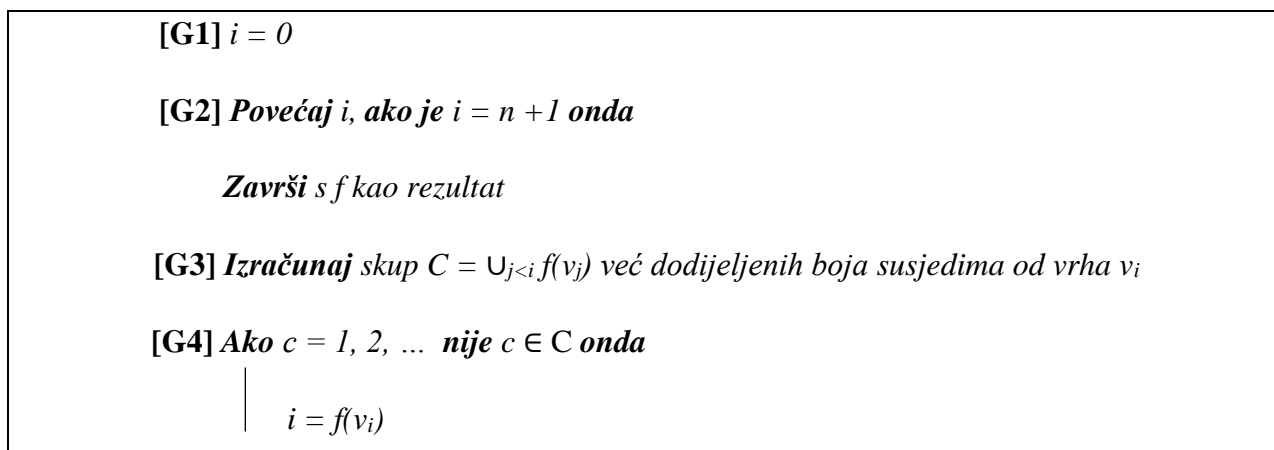 [G1] i = 0
[G2] Povećaj i, ako je i = n +1 onda
Završi s f kao rezultat
[G3] Izračunaj skup C = ∪j<i f(vj) već dodijeljenih boja susjedima od vrha vi
[G4] Ako c = 1, 2, … nije c ∈ C onda
i = f(vi)